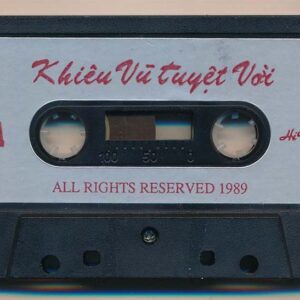 Khiêu Vũ Tuyệt Vời
100 50 0
ALL RIGHTS RESERVED 1989